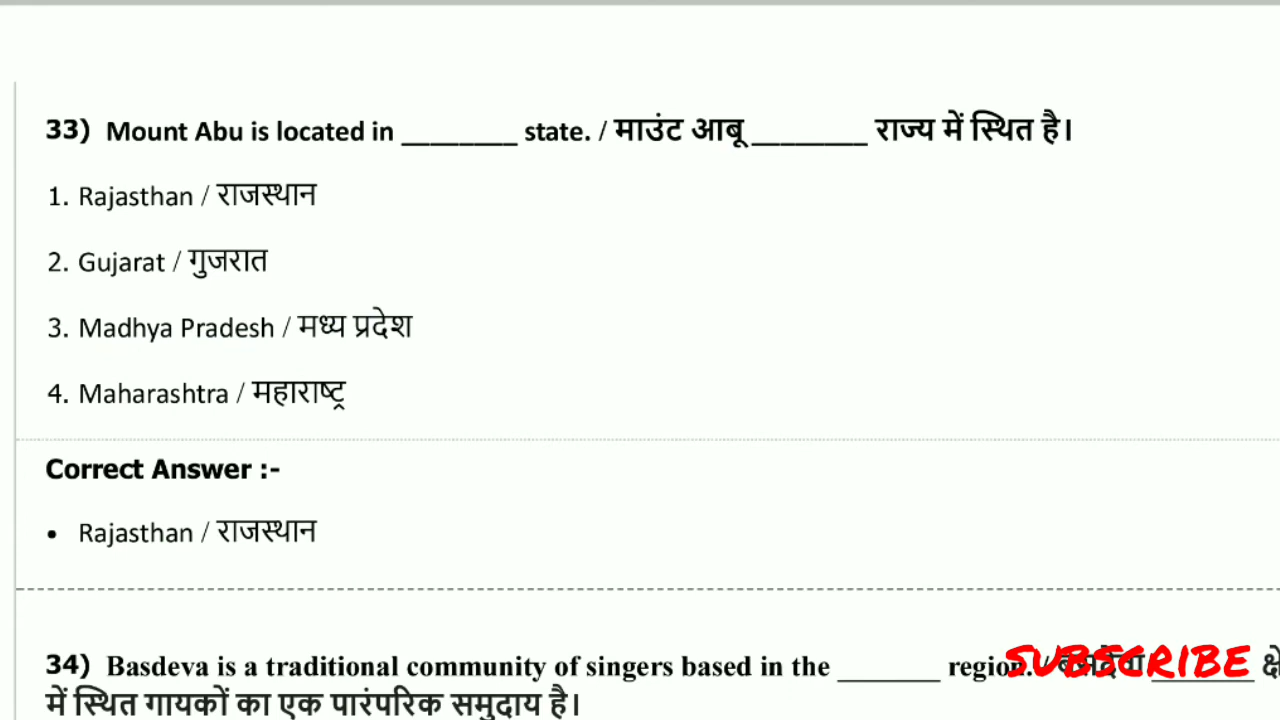 33) Mount Abu is located in ________ state. / माउंट आबू ________ राज्य में स्थित है।
1. Rajasthan / राजस्थान
2. Gujarat / गुजरात
3. Madhya Pradesh / मध्य प्रदेश
4. Maharashtra / महाराष्ट्र
Correct Answer :-
• Rajasthan / राजस्थान
34) Basdeva is a traditional community of singers based in the ________ region. / ________
SUBSCRIBE
में स्थित गायकों का एक पारंपरिक समुदाय है।